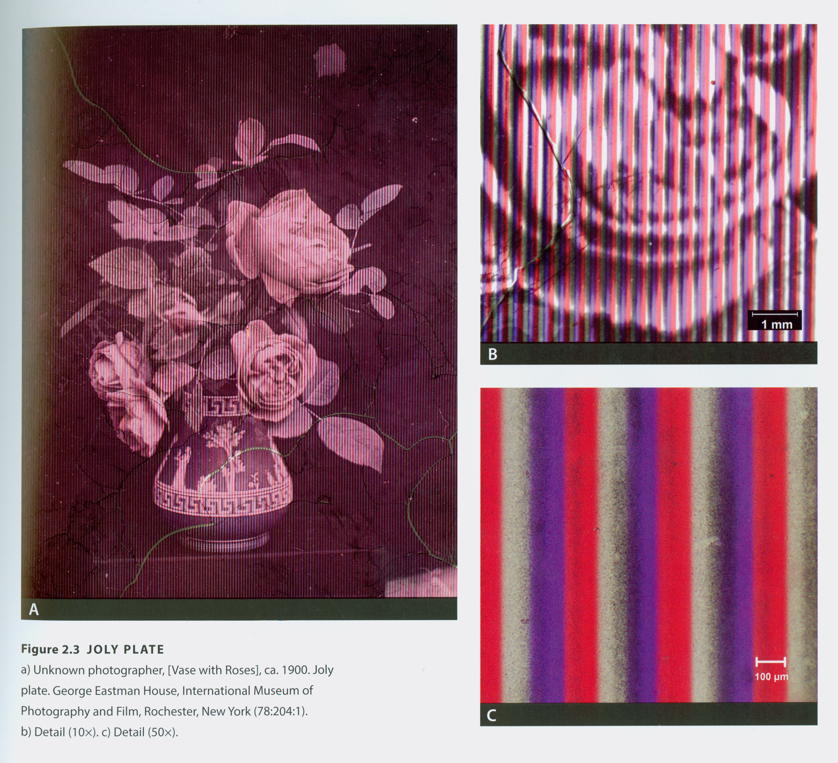 A
1 mm
B
100 µm
C
Figure 2.3 JOLY PLATE
a) Unknown photographer, [Vase with Roses], ca. 1900. Joly
plate. George Eastman House, International Museum of
Photography and Film, Rochester, New York (78:204:1).
b) Detail (10×). c) Detail (50×).